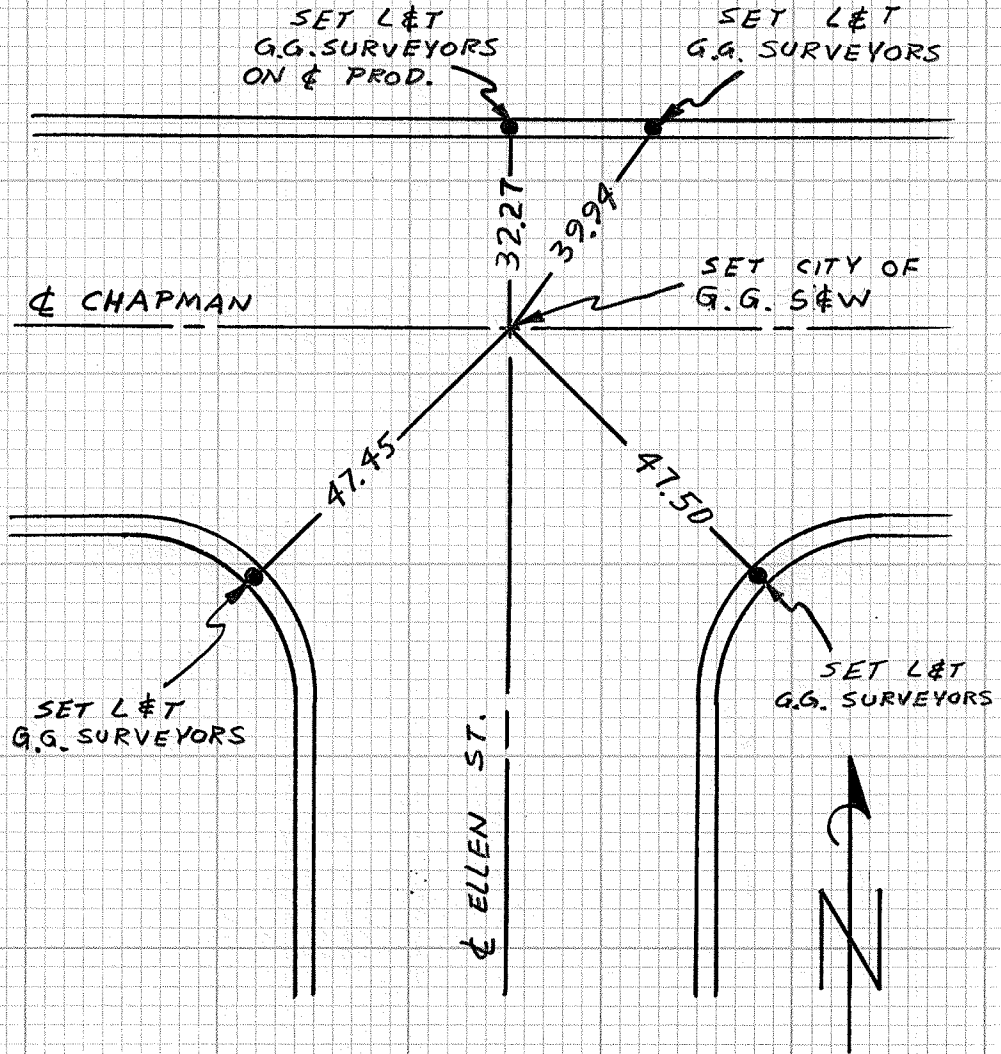 SET L&T
G.G. SURVEYORS
ON ℄ PROD.
SET L&T
G.G. SURVEYORS
32.27
39.94
SET CITY OF
G.G. S&W
℄ CHAPMAN
47.45
47.50
SET L&T
G.G. SURVEYORS
SET L&T
G.G. SURVEYORS
℄ ELLEN ST.
N